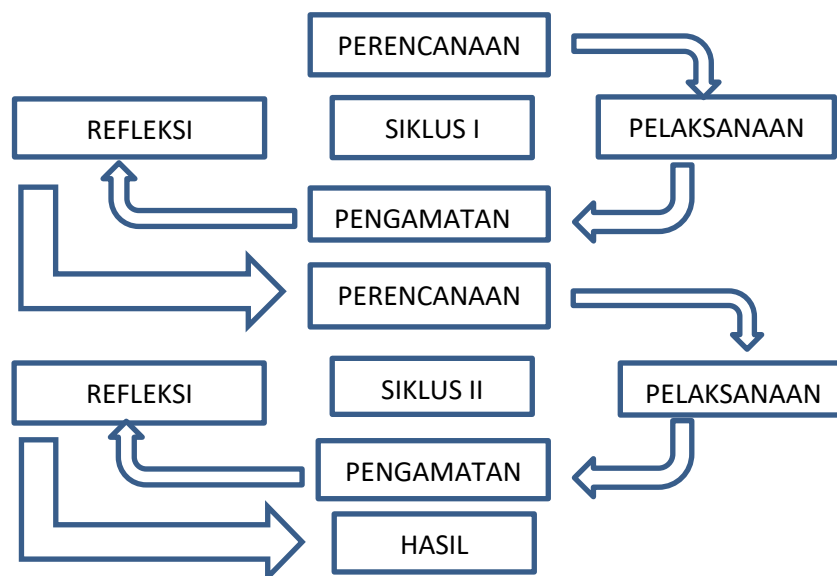 PERENCANAAN
REFLEKSI
SIKLUS I
PELAKSANAAN
PENGAMATAN
PERENCANAAN
REFLEKSI
SIKLUS II
PELAKSANAAN
PENGAMATAN
HASIL